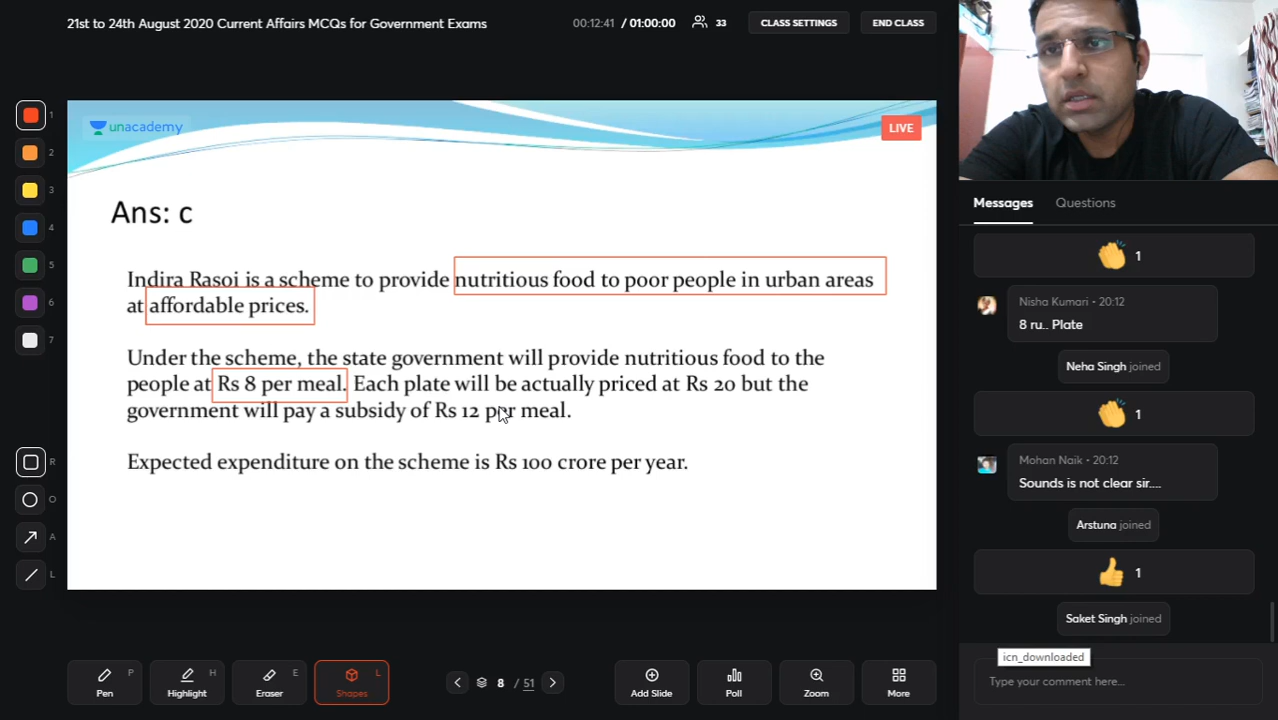 21st to 24th August 2020 Current Affairs MCQs for Government Exams
00:12:41 / 01:00:00
33
CLASS SETTINGS
END CLASS
1
2
3
4
5
6
7
R
O
A
L
unacademy
LIVE
Ans: c
Indira Rasoi is a scheme to provide nutritious food to poor people in urban areas
at affordable prices.
Under the scheme, the state government will provide nutritious food to the
people at Rs 8 per meal. Each plate will be actually priced at Rs 20 but the
government will pay a subsidy of Rs 12 per meal.
Expected expenditure on the scheme is Rs 100 crore per year.
Pen
P
Highlight
H
Eraser
E
Shapes
L
8 / 51
Add Slide
Poll
Zoom
More
Messages
Questions
1
Nisha Kumari • 20:12
8 ru.. Plate
Neha Singh joined
1
Mohan Naik • 20:12
Sounds is not clear sir....
Arstuna joined
1
Saket Singh joined
icn_downloaded
Type your comment here...